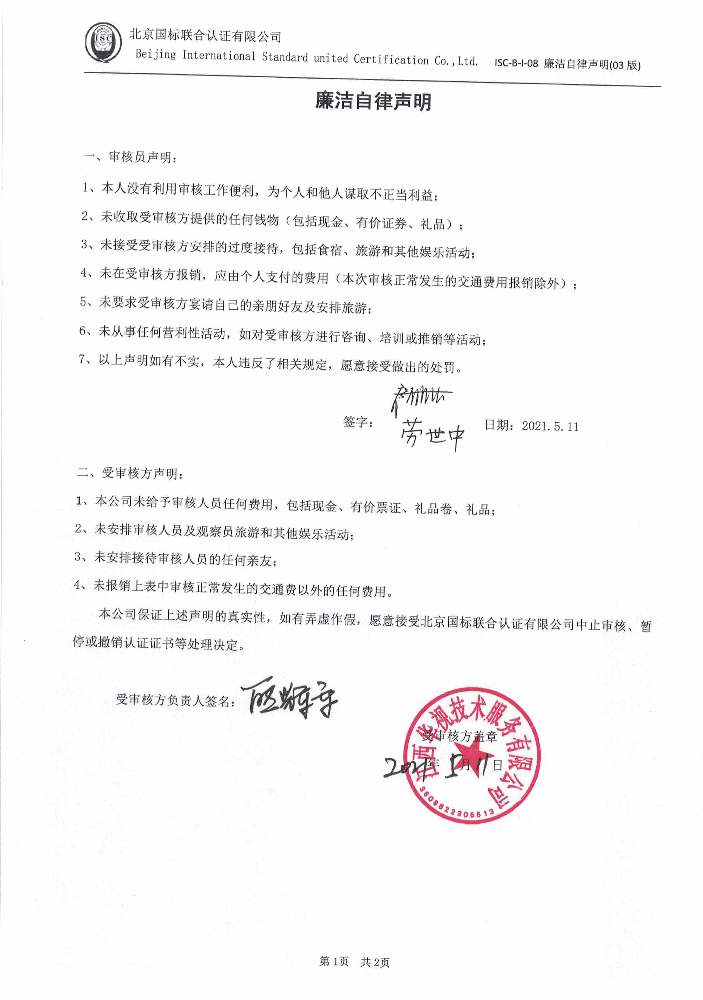 ISC
北京国标联合认证有限公司
Beijing International Standard united Certification Co.,Ltd. ISC-B-I-08 廉洁自律声明(03 版)
廉洁自律声明
一、审核员声明：
1、本人没有利用审核工作便利，为个人和他人谋取不正当利益；
2、未收取受审核方提供的任何钱物（包括现金、有价证券、礼品）；
3、未接受受审核方安排的过度接待，包括食宿、旅游和其他娱乐活动；
4、未在受审核方报销，应由个人支付的费用（本次审核正常发生的交通费用报销除外）；
5、未要求受审核方宴请自己的亲朋好友及安排旅游；
6、未从事任何营利性活动，如对受审核方进行咨询、培训或推销等活动；
7、以上声明如有不实，本人违反了相关规定，愿意接受做出的处罚。
签字： 劳世中 日期：2021.5.11
二、受审核方声明：
1、本公司未给予审核人员任何费用，包括现金、有价票证、礼品卷、礼品；
2、未安排审核人员及观察员旅游和其他娱乐活动；
3、未安排接待审核人员的任何亲友；
4、未报销上表中审核正常发生的交通费以外的任何费用。
本公司保证上述声明的真实性，如有弄虚作假，愿意接受北京国标联合认证有限公司中止审核、暂
停或撤销认证证书等处理决定。
受审核方负责人签名：
江西华视技术服务有限公司
受审核方盖章
2021年 5月11日
3609822305513
第 1页 共 2页